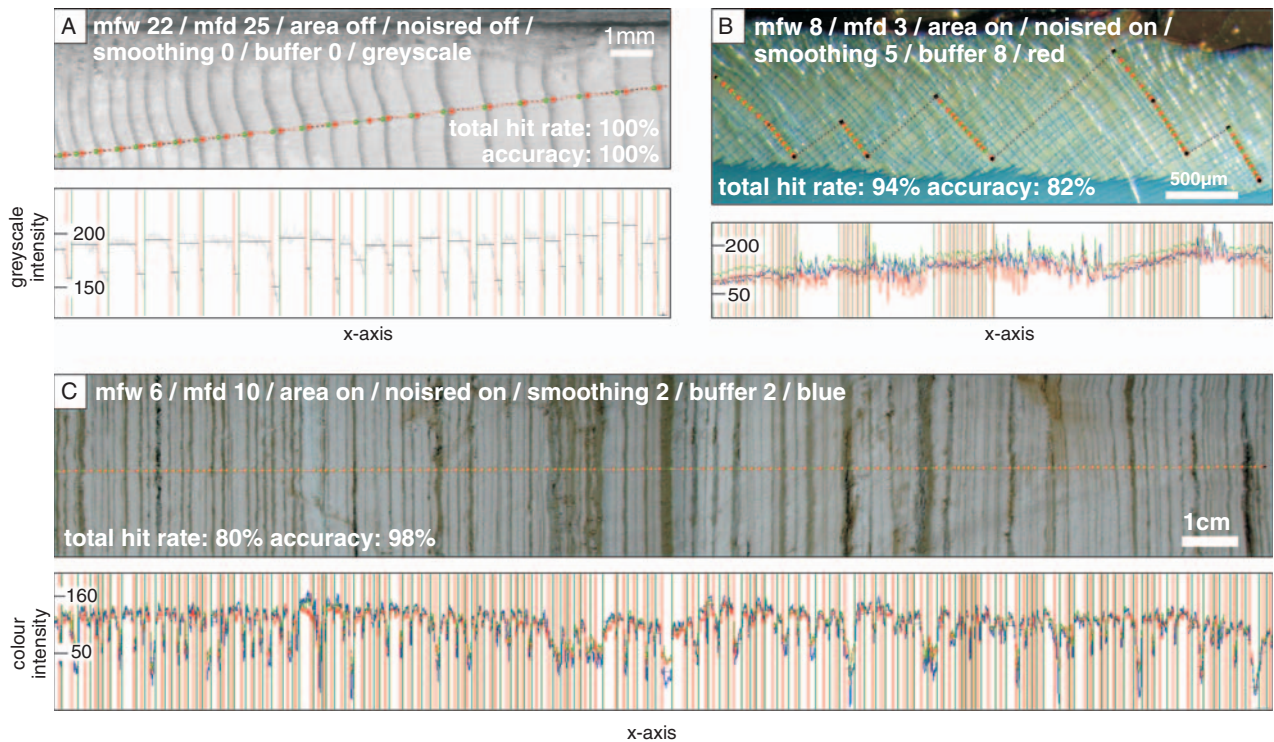 A
mfw 22 / mfd 25 / area off / noisred off /
smoothing 0 / buffer 0 / greyscale
1mm
total hit rate: 100%
accuracy: 100%
greyscale
intensity
200
150
x-axis
B
mfw 8 / mfd 3 / area on / noisred on /
smoothing 5 / buffer 8 / red
total hit rate: 94% accuracy: 82%
500µm
200
50
x-axis
C
mfw 6 / mfd 10 / area on / noisred on / smoothing 2 / buffer 2 / blue
total hit rate: 80% accuracy: 98%
1cm
colour
intensity
160
50
x-axis